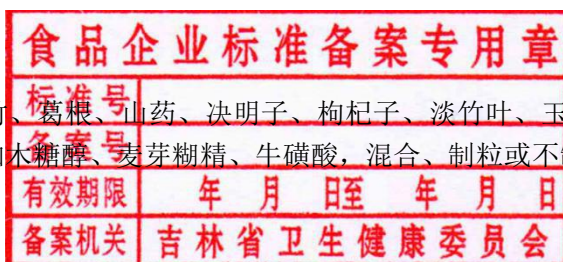 食品企业标准备案专用章
标准号
、葛根、山药、决明子、枸杞子、淡竹叶、玉
备案号
木糖醇、麦芽糊精、牛磺酸，混合、制粒或不
有效期限 年 月 日至 年 月 日
备案机关 吉林省卫生健康委员会